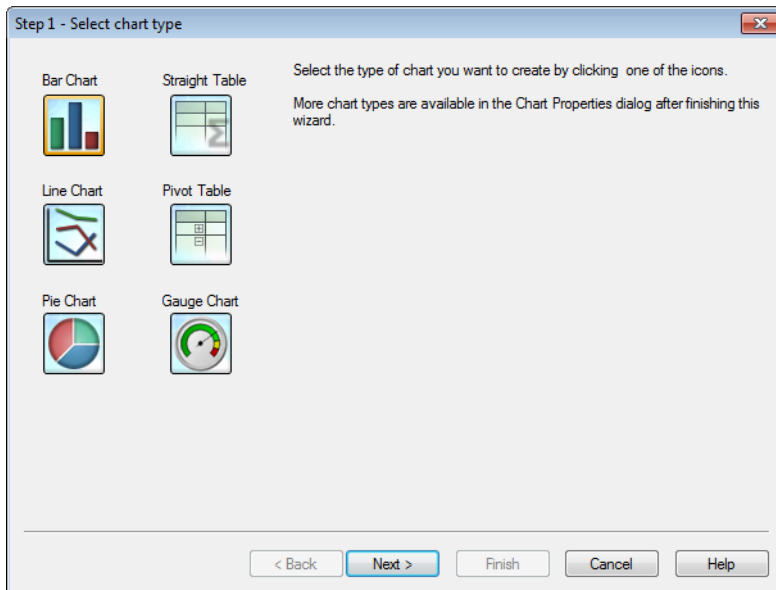 Step 1 - Select chart type
Bar Chart
Straight Table
Select the type of chart you want to create by clicking one of the icons.
More chart types are available in the Chart Properties dialog after finishing this
wizard.
Line Chart
Pivot Table
Pie Chart
Gauge Chart
< Back
Next >
Finish
Cancel
Help